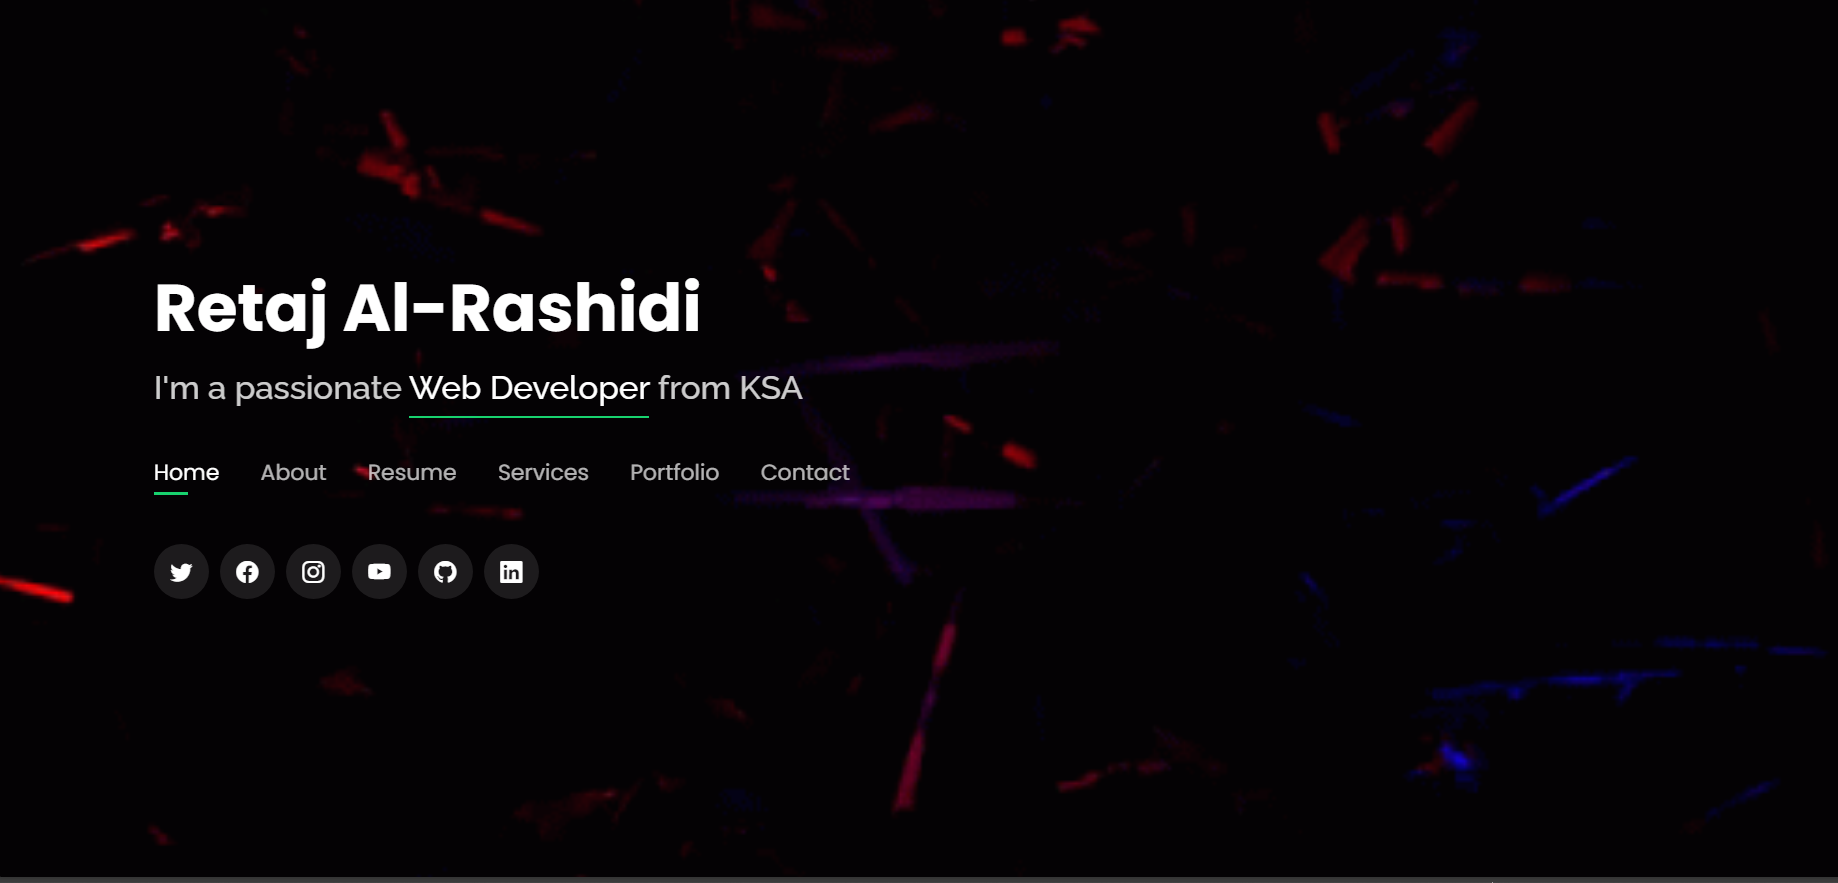 Retaj Al-Rashidi
I'm a passionate Web Developer from KSA
Home About Resume Services Portfolio Contact